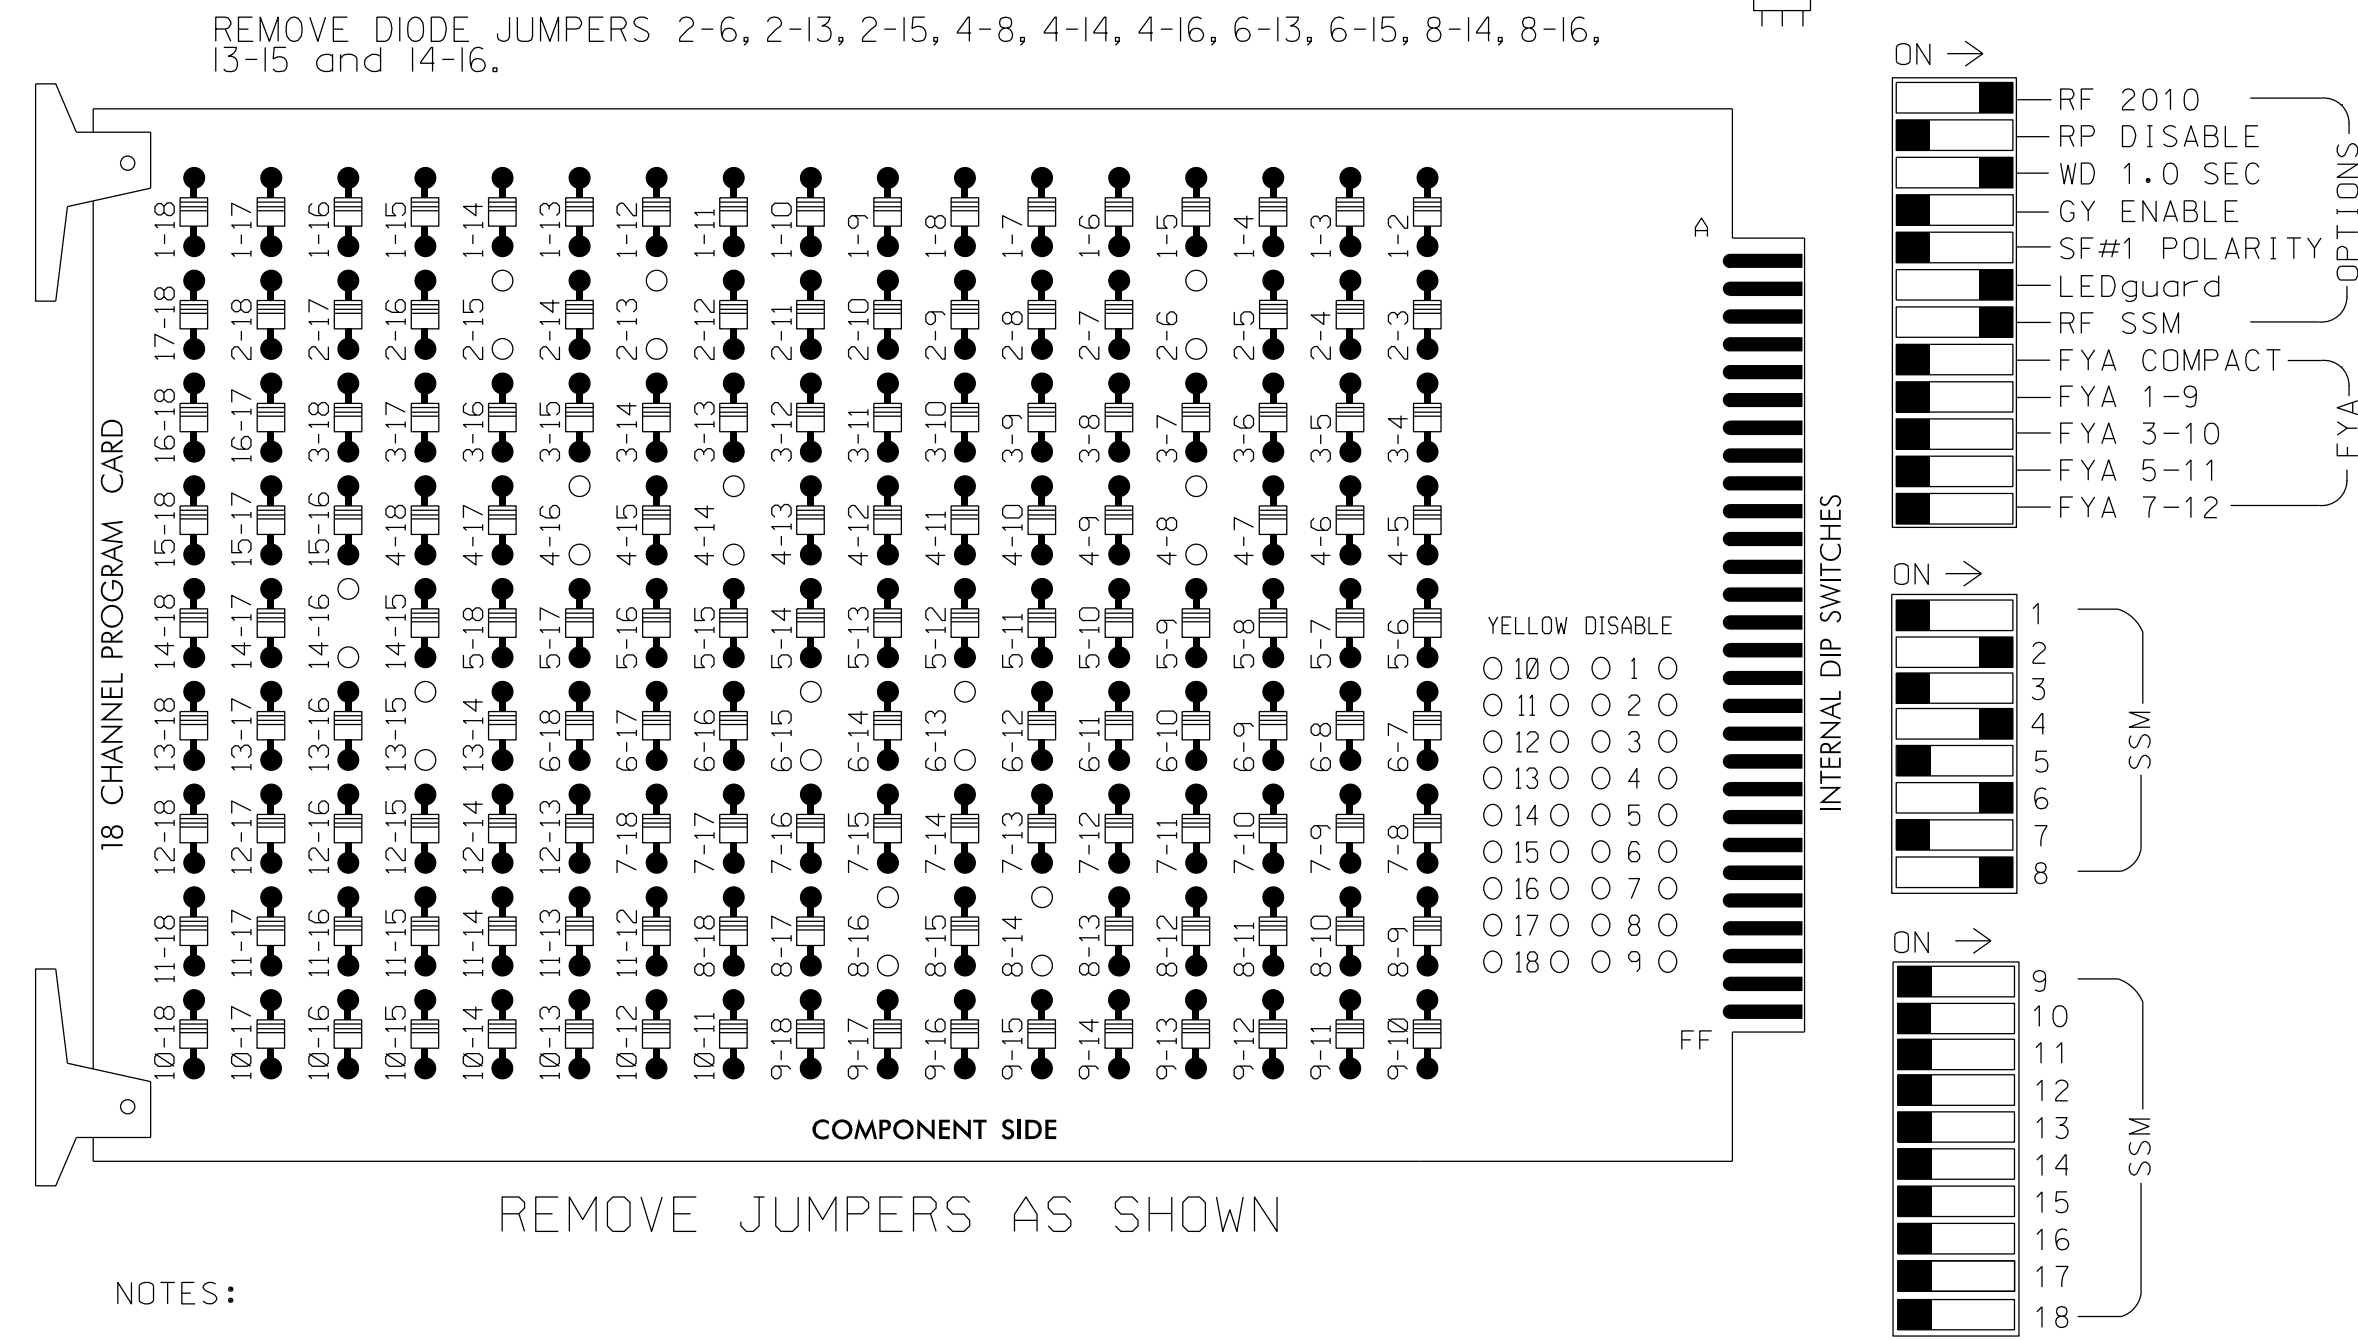 REMOVE DIODE JUMPERS 2-6, 2-13, 2-15, 4-8, 4-14, 4-16, 6-13, 6-15, 8-14, 8-16,
13-15 and 14-16.
18 CHANNEL PROGRAM CARD
1-18 1-17 1-16 1-15 1-14 1-13 1-12 1-11 1-10 1-9 1-8 1-7 1-6 1-5 1-4 1-3 1-2
17-18 2-18 2-17 2-16 2-15 2-14 2-13 2-12 2-11 2-10 2-9 2-8 2-7 2-6 2-5 2-4 2-3
16-18 16-17 3-18 3-17 3-16 3-15 3-14 3-13 3-12 3-11 3-10 3-9 3-8 3-7 3-6 3-5 3-4
15-18 15-17 15-16 4-18 4-17 4-16 4-15 4-14 4-13 4-12 4-11 4-10 4-9 4-8 4-7 4-6 4-5
14-18 14-17 14-16 14-15 5-18 5-17 5-16 5-15 5-14 5-13 5-12 5-11 5-10 5-9 5-8 5-7 5-6
13-18 13-17 13-16 13-15 13-14 6-18 6-17 6-16 6-15 6-14 6-13 6-12 6-11 6-10 6-9 6-8 6-7
12-18 12-17 12-16 12-15 12-14 12-13 7-18 7-17 7-16 7-15 7-14 7-13 7-12 7-11 7-10 7-9 7-8
11-18 11-17 11-16 11-15 11-14 11-13 11-12 8-18 8-17 8-16 8-15 8-14 8-13 8-12 8-11 8-10 8-9
10-18 10-17 10-16 10-15 10-14 10-13 10-12 10-11 9-18 9-17 9-16 9-15 9-14 9-13 9-12 9-11 9-10
YELLOW DISABLE
10 1
11 2
12 3
13 4
14 5
15 6
16 7
17 8
18 9
A
FF
COMPONENT SIDE
INTERNAL DIP SWITCHES
ON
RF 2010
RP DISABLE
WD 1.0 SEC
GY ENABLE
SF#1 POLARITY
LEDguard
RF SSM
OPTIONS
FYA COMPACT
FYA 1-9
FYA 3-10
FYA 5-11
FYA 7-12
FYA
ON
1
2
3
4
5
6
7
8
SSM
ON
9
10
11
12
13
14
15
16
17
18
SSM
REMOVE JUMPERS AS SHOWN
NOTES: